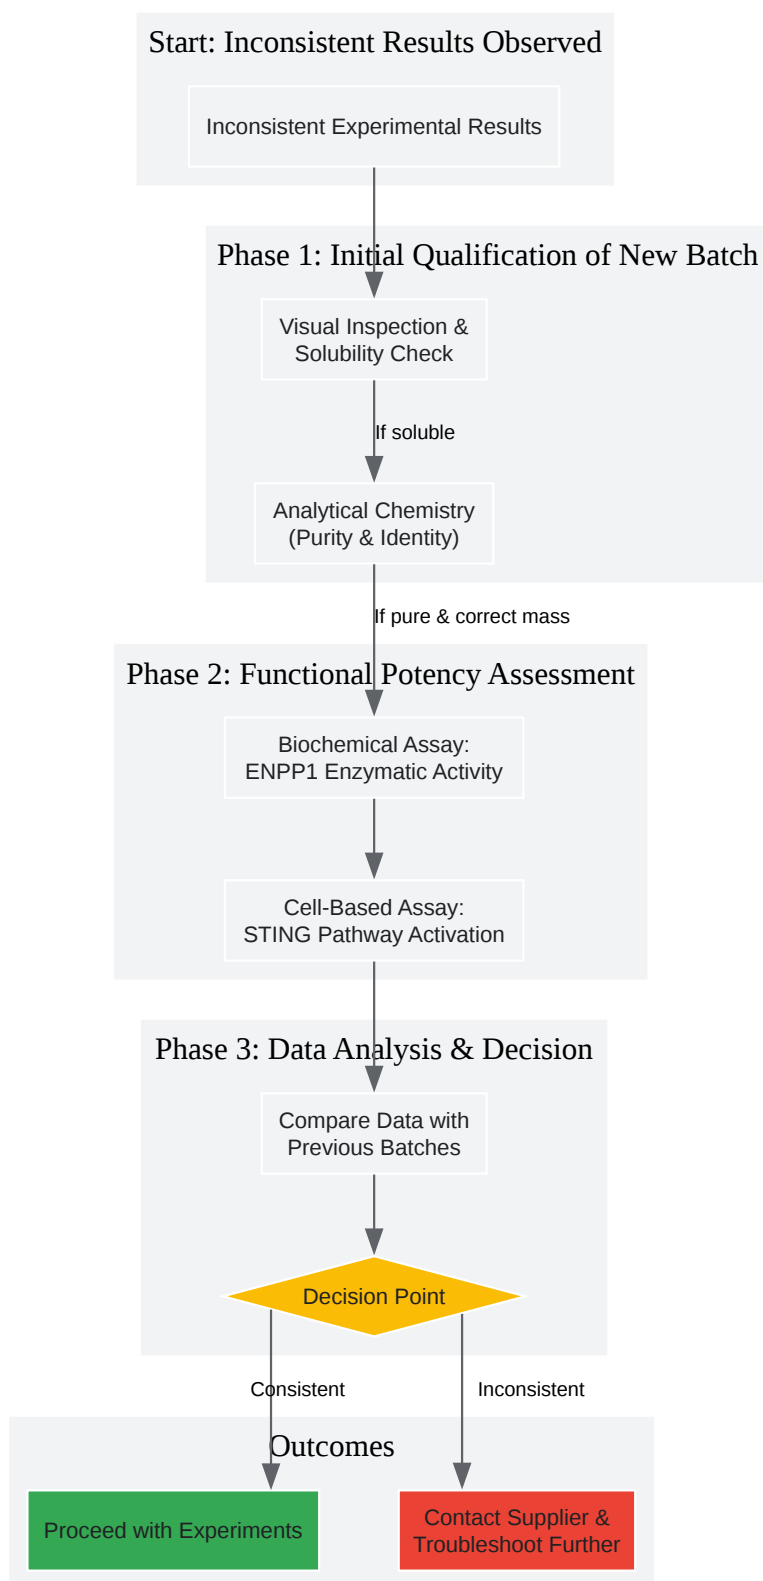 Start: Inconsistent Results Observed
Inconsistent Experimental Results
Phase 1: Initial Qualification of New Batch
Visual Inspection &
Solubility Check
If soluble
Analytical Chemistry
(Purity & Identity)
If pure & correct mass
Phase 2: Functional Potency Assessment
Biochemical Assay:
ENPP1 Enzymatic Activity
Cell-Based Assay:
STING Pathway Activation
Phase 3: Data Analysis & Decision
Compare Data with
Previous Batches
Decision Point
Consistent
Inconsistent
Outcomes
Proceed with Experiments
Contact Supplier &
Troubleshoot Further